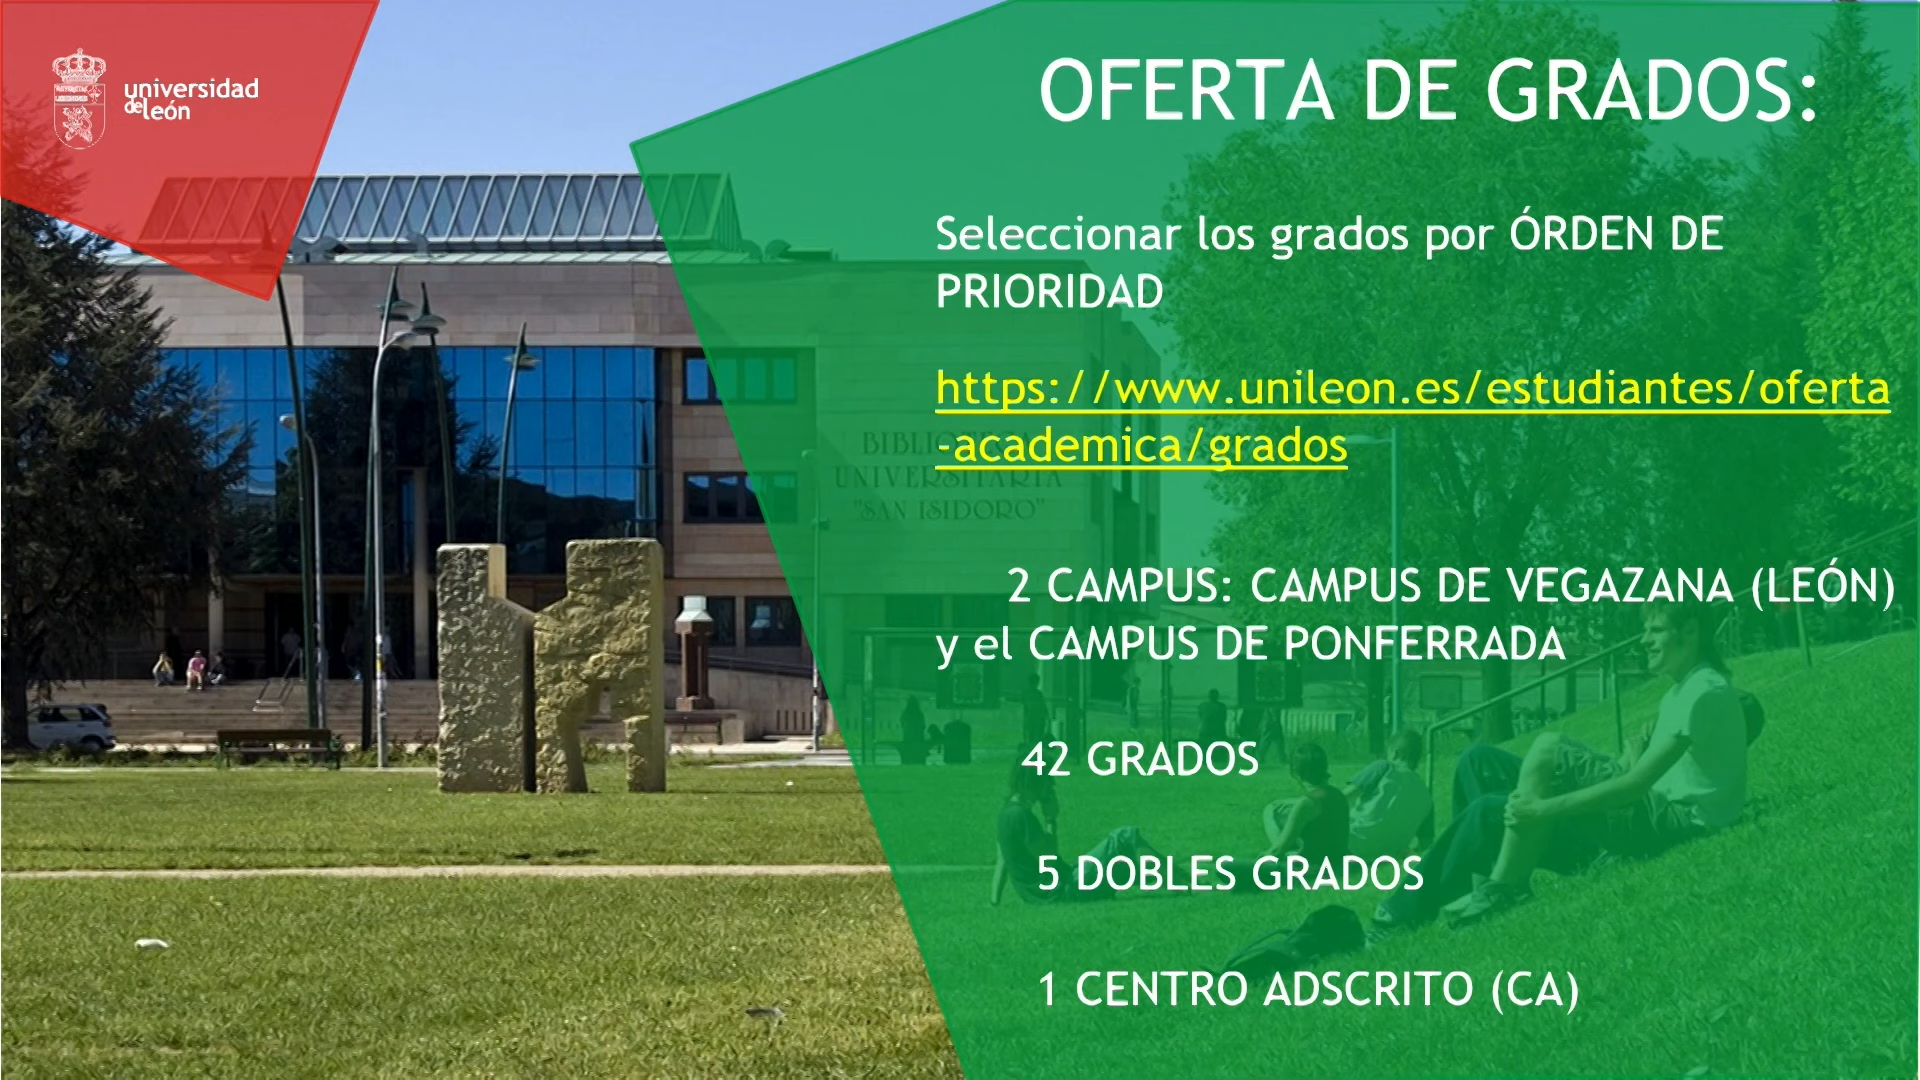 universidad
de león
OFERTA DE GRADOS:
Seleccionar los grados por ÓRDEN DE
PRIORIDAD
https://www.unileon.es/estudiantes/oferta
-academica/grados
BIBLIOTECA
UNIVERSITARIA
"SAN ISIDORO"
2 CAMPUS: CAMPUS DE VEGAZANA (LEÓN)
y el CAMPUS DE PONFERRADA
42 GRADOS
5 DOBLES GRADOS
1 CENTRO ADSCRITO (CA)